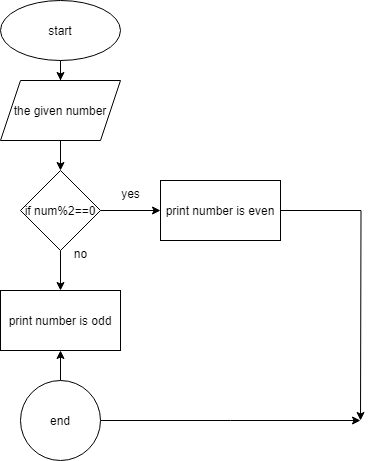 start
the given number
if num%2==0
yes
print number is even
no
print number is odd
end